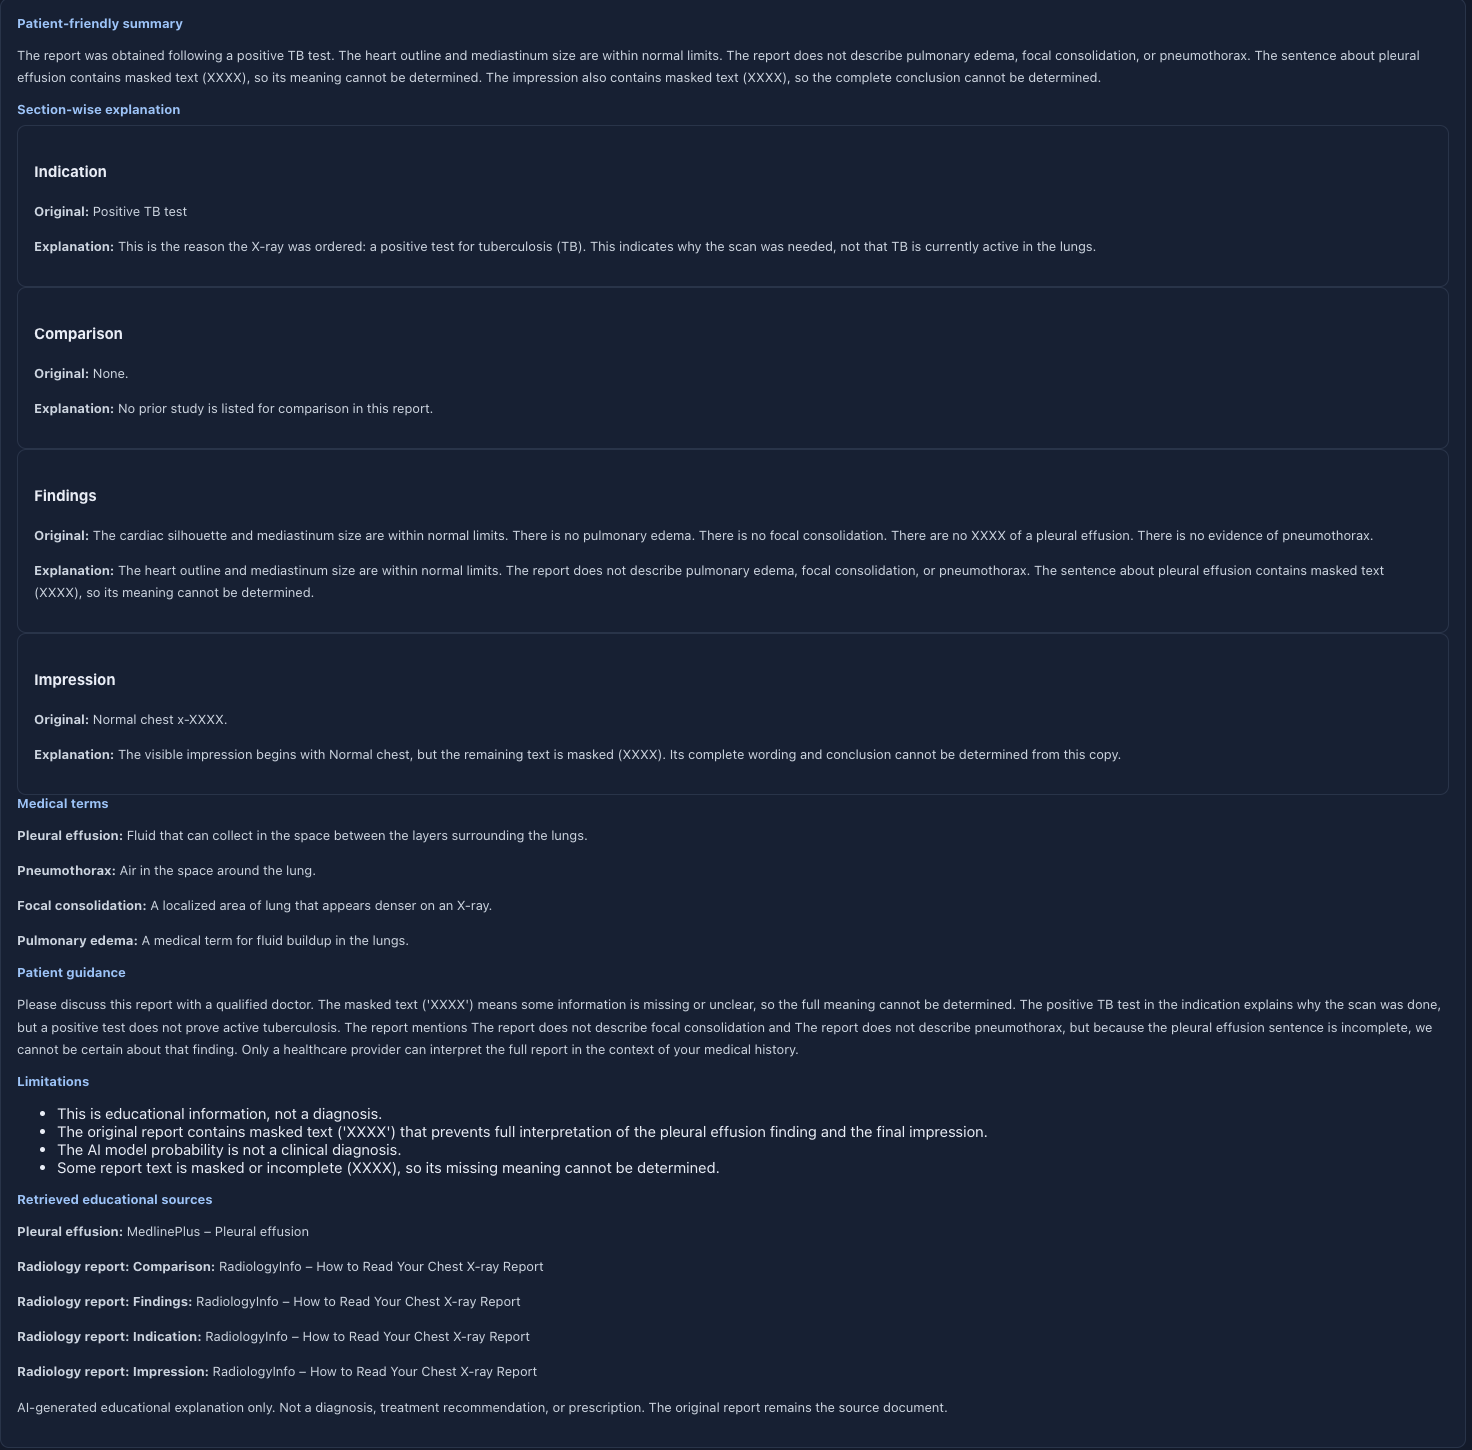 Patient-friendly summary
The report was obtained following a positive TB test. The heart outline and mediastinum size are within normal limits. The report does not describe pulmonary edema, focal consolidation, or pneumothorax. The sentence about pleural
effusion contains masked text (XXXX), so its meaning cannot be determined. The impression also contains masked text (XXXX), so the complete conclusion cannot be determined.
Section-wise explanation
Indication
Original: Positive TB test
Explanation: This is the reason the X-ray was ordered: a positive test for tuberculosis (TB). This indicates why the scan was needed, not that TB is currently active in the lungs.
Comparison
Original: None.
Explanation: No prior study is listed for comparison in this report.
Findings
Original: The cardiac silhouette and mediastinum size are within normal limits. There is no pulmonary edema. There is no focal consolidation. There are no XXXX of a pleural effusion. There is no evidence of pneumothorax.
Explanation: The heart outline and mediastinum size are within normal limits. The report does not describe pulmonary edema, focal consolidation, or pneumothorax. The sentence about pleural effusion contains masked text
(XXXX), so its meaning cannot be determined.
Impression
Original: Normal chest x-XXXX.
Explanation: The visible impression begins with Normal chest, but the remaining text is masked (XXXX). Its complete wording and conclusion cannot be determined from this copy.
Medical terms
Pleural effusion: Fluid that can collect in the space between the layers surrounding the lungs.
Pneumothorax: Air in the space around the lung.
Focal consolidation: A localized area of lung that appears denser on an X-ray.
Pulmonary edema: A medical term for fluid buildup in the lungs.
Patient guidance
Please discuss this report with a qualified doctor. The masked text ('XXXX') means some information is missing or unclear, so the full meaning cannot be determined. The positive TB test in the indication explains why the scan was done,
but a positive test does not prove active tuberculosis. The report mentions The report does not describe focal consolidation and The report does not describe pneumothorax, but because the pleural effusion sentence is incomplete, we
cannot be certain about that finding. Only a healthcare provider can interpret the full report in the context of your medical history.
Limitations
• This is educational information, not a diagnosis.
• The original report contains masked text ('XXXX') that prevents full interpretation of the pleural effusion finding and the final impression.
• The AI model probability is not a clinical diagnosis.
• Some report text is masked or incomplete (XXXX), so its missing meaning cannot be determined.
Retrieved educational sources
Pleural effusion: MedlinePlus – Pleural effusion
Radiology report: Comparison: RadiologyInfo – How to Read Your Chest X-ray Report
Radiology report: Findings: RadiologyInfo – How to Read Your Chest X-ray Report
Radiology report: Indication: RadiologyInfo – How to Read Your Chest X-ray Report
Radiology report: Impression: RadiologyInfo – How to Read Your Chest X-ray Report
AI-generated educational explanation only. Not a diagnosis, treatment recommendation, or prescription. The original report remains the source document.